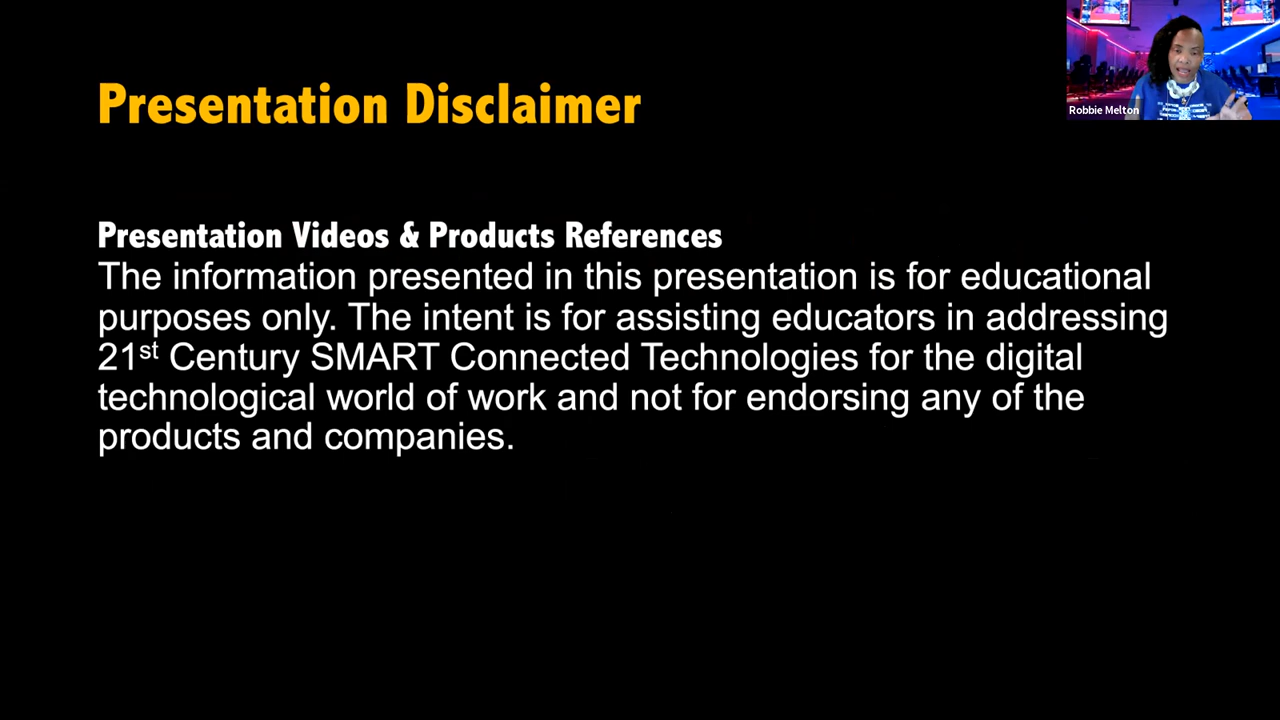 Presentation Disclaimer
Robbie Melton
Presentation Videos & Products References
The information presented in this presentation is for educational
purposes only. The intent is for assisting educators in addressing
21st Century SMART Connected Technologies for the digital
technological world of work and not for endorsing any of the
products and companies.